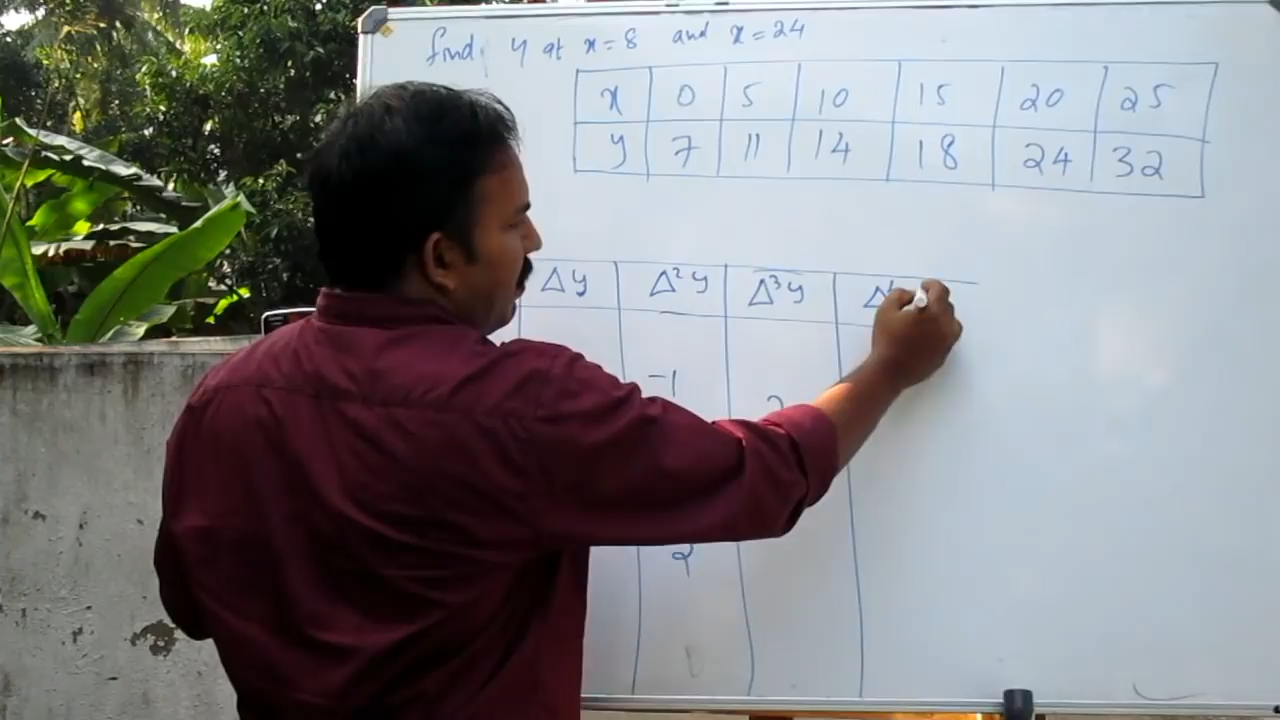 find y at x = 8 and x = 24
x 0 5 10 15 20 25
y 7 11 14 18 24 32
Δy Δ²y Δ³y Δ
-1
2
2